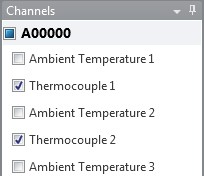 Channels
A00000
Ambient Temperature 1
Thermocouple 1
Ambient Temperature 2
Thermocouple 2
Ambient Temperature 3